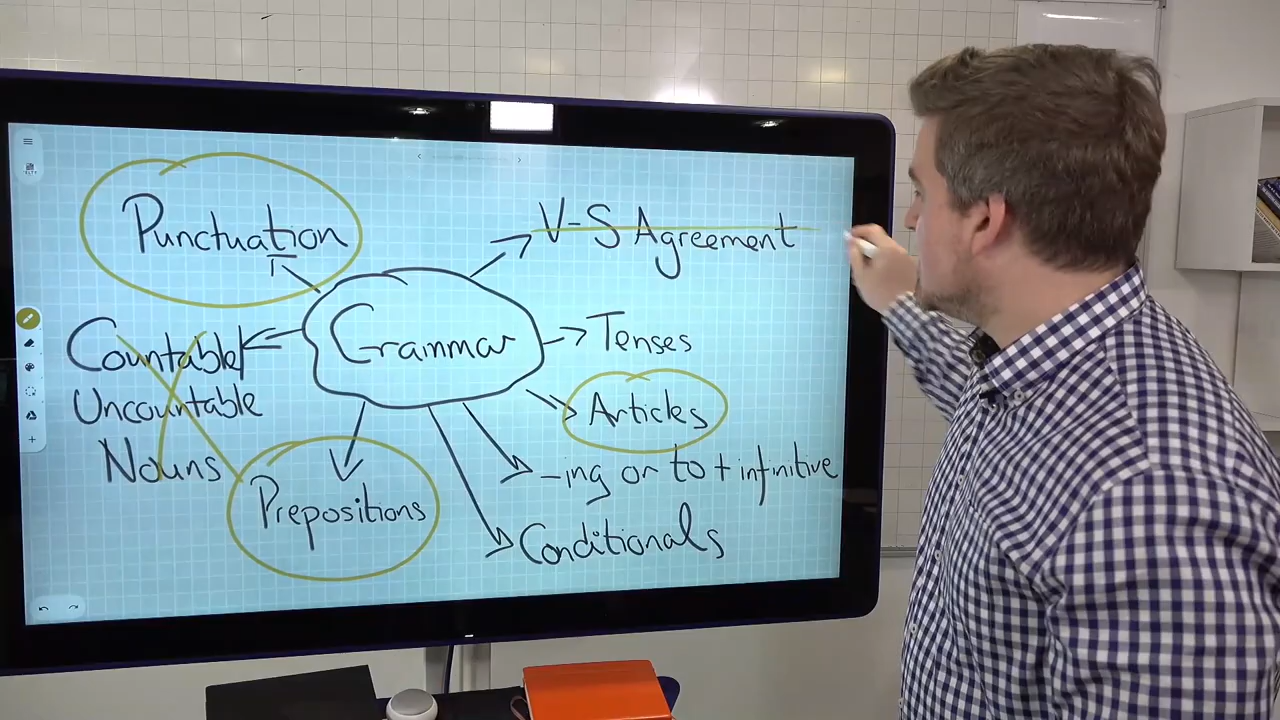 Punctuation
V-S Agreement
Countable
Uncountable
Nouns
Grammar
Tenses
Articles
-ing or to + infinitive
Prepositions
Conditionals